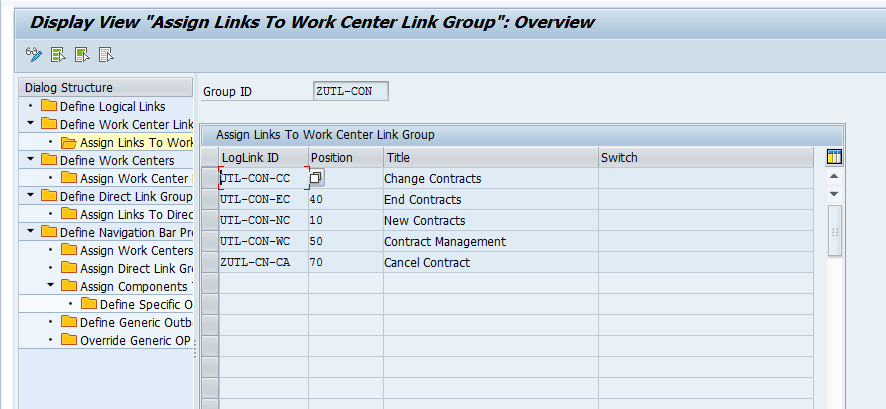 Display View "Assign Links To Work Center Link Group": Overview
Dialog Structure
Define Logical Links
Define Work Center Link
Assign Links To Work
Define Work Centers
Assign Work Center
Define Direct Link Group
Assign Links To Direc
Define Navigation Bar Pro
Assign Work Centers
Assign Direct Link Gro
Assign Components
Define Specific O
Define Generic Outb
Override Generic OP
Group ID ZUTL-CON
Assign Links To Work Center Link Group
LogLink ID Position Title Switch
UTL-CON-CC Change Contracts
UTL-CON-EC 40 End Contracts
UTL-CON-NC 10 New Contracts
UTL-CON-WC 50 Contract Management
ZUTL-CN-CA 70 Cancel Contract